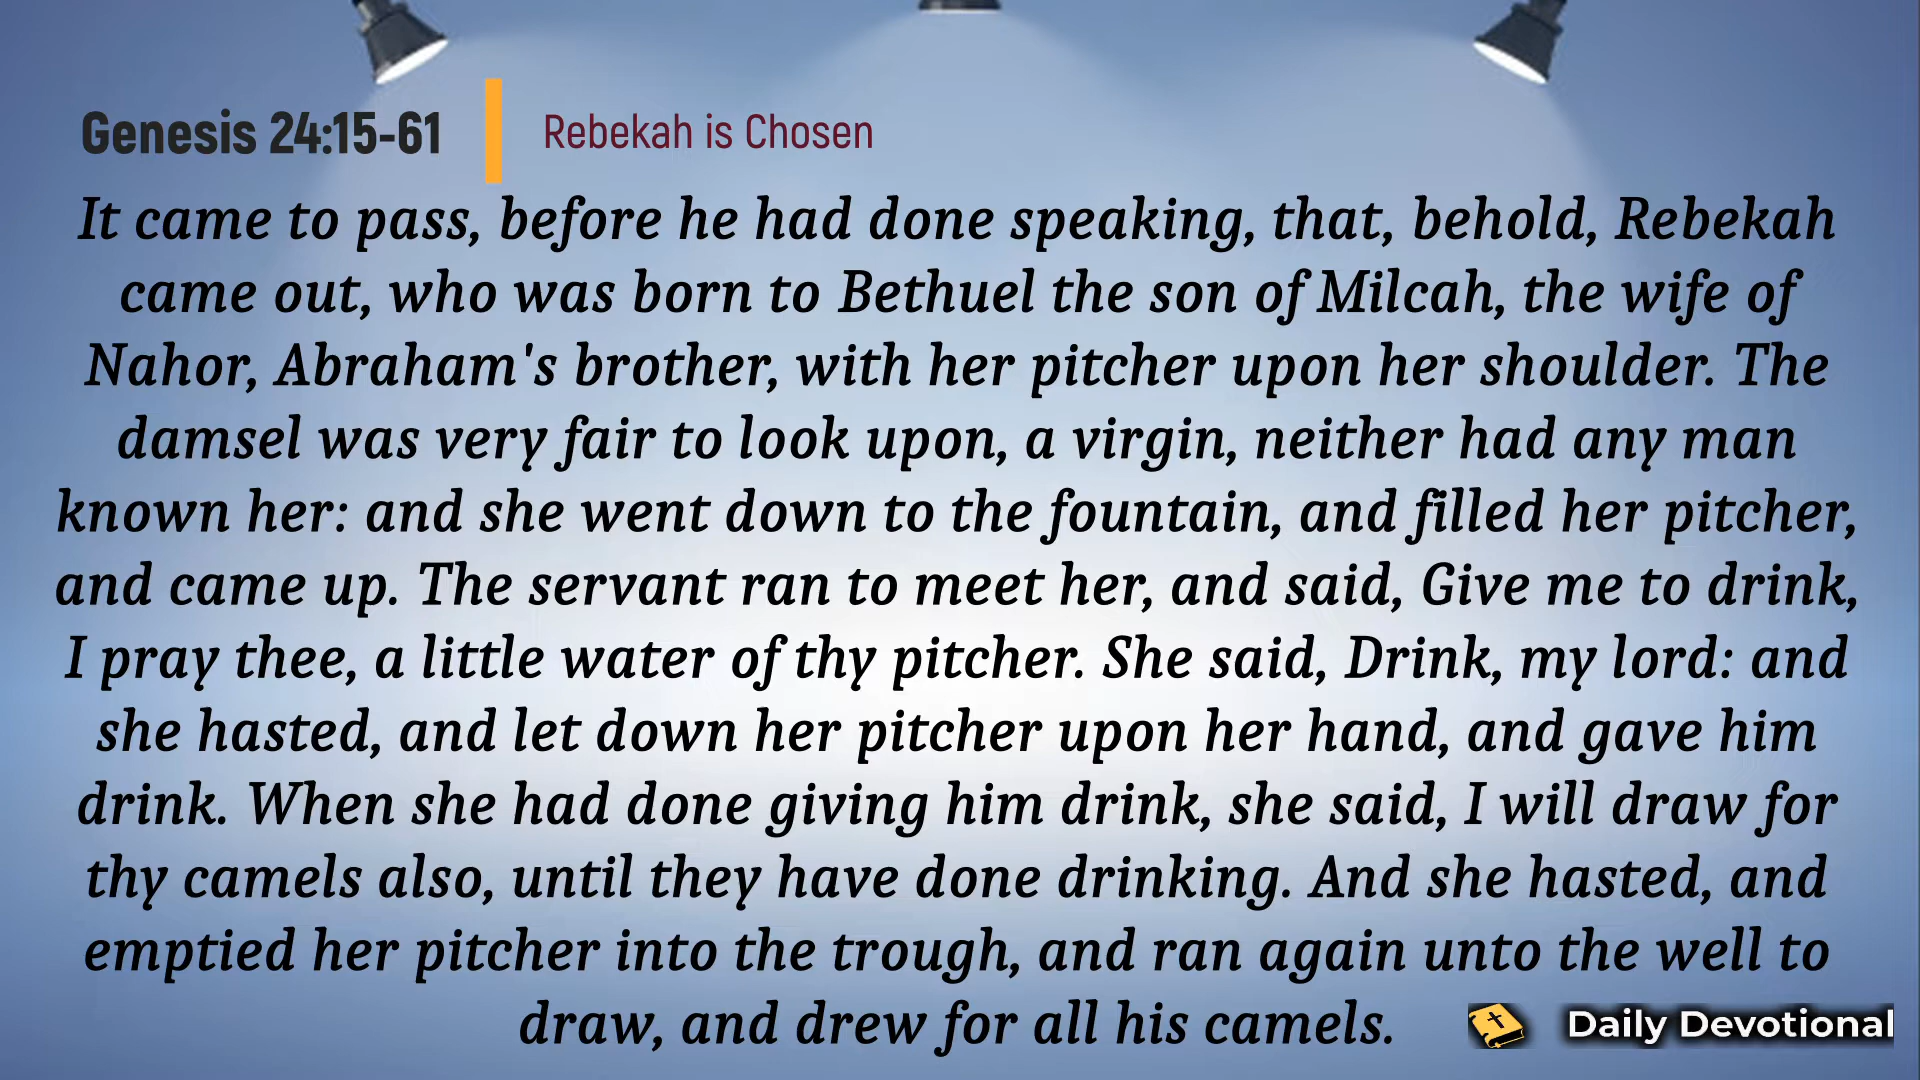 Genesis 24:15-61
Rebekah is Chosen
It came to pass, before he had done speaking, that, behold, Rebekah
came out, who was born to Bethuel the son of Milcah, the wife of
Nahor, Abraham's brother, with her pitcher upon her shoulder. The
damsel was very fair to look upon, a virgin, neither had any man
known her: and she went down to the fountain, and filled her pitcher,
and came up. The servant ran to meet her, and said, Give me to drink,
I pray thee, a little water of thy pitcher. She said, Drink, my lord: and
she hasted, and let down her pitcher upon her hand, and gave him
drink. When she had done giving him drink, she said, I will draw for
thy camels also, until they have done drinking. And she hasted, and
emptied her pitcher into the trough, and ran again unto the well to
draw, and drew for all his camels.
Daily Devotional